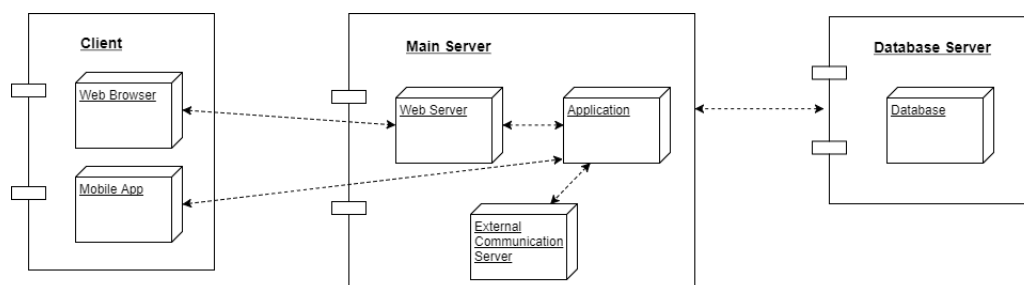 Client
Web Browser
Mobile App
Main Server
Web Server
Application
External
Communication
Server
Database Server
Database